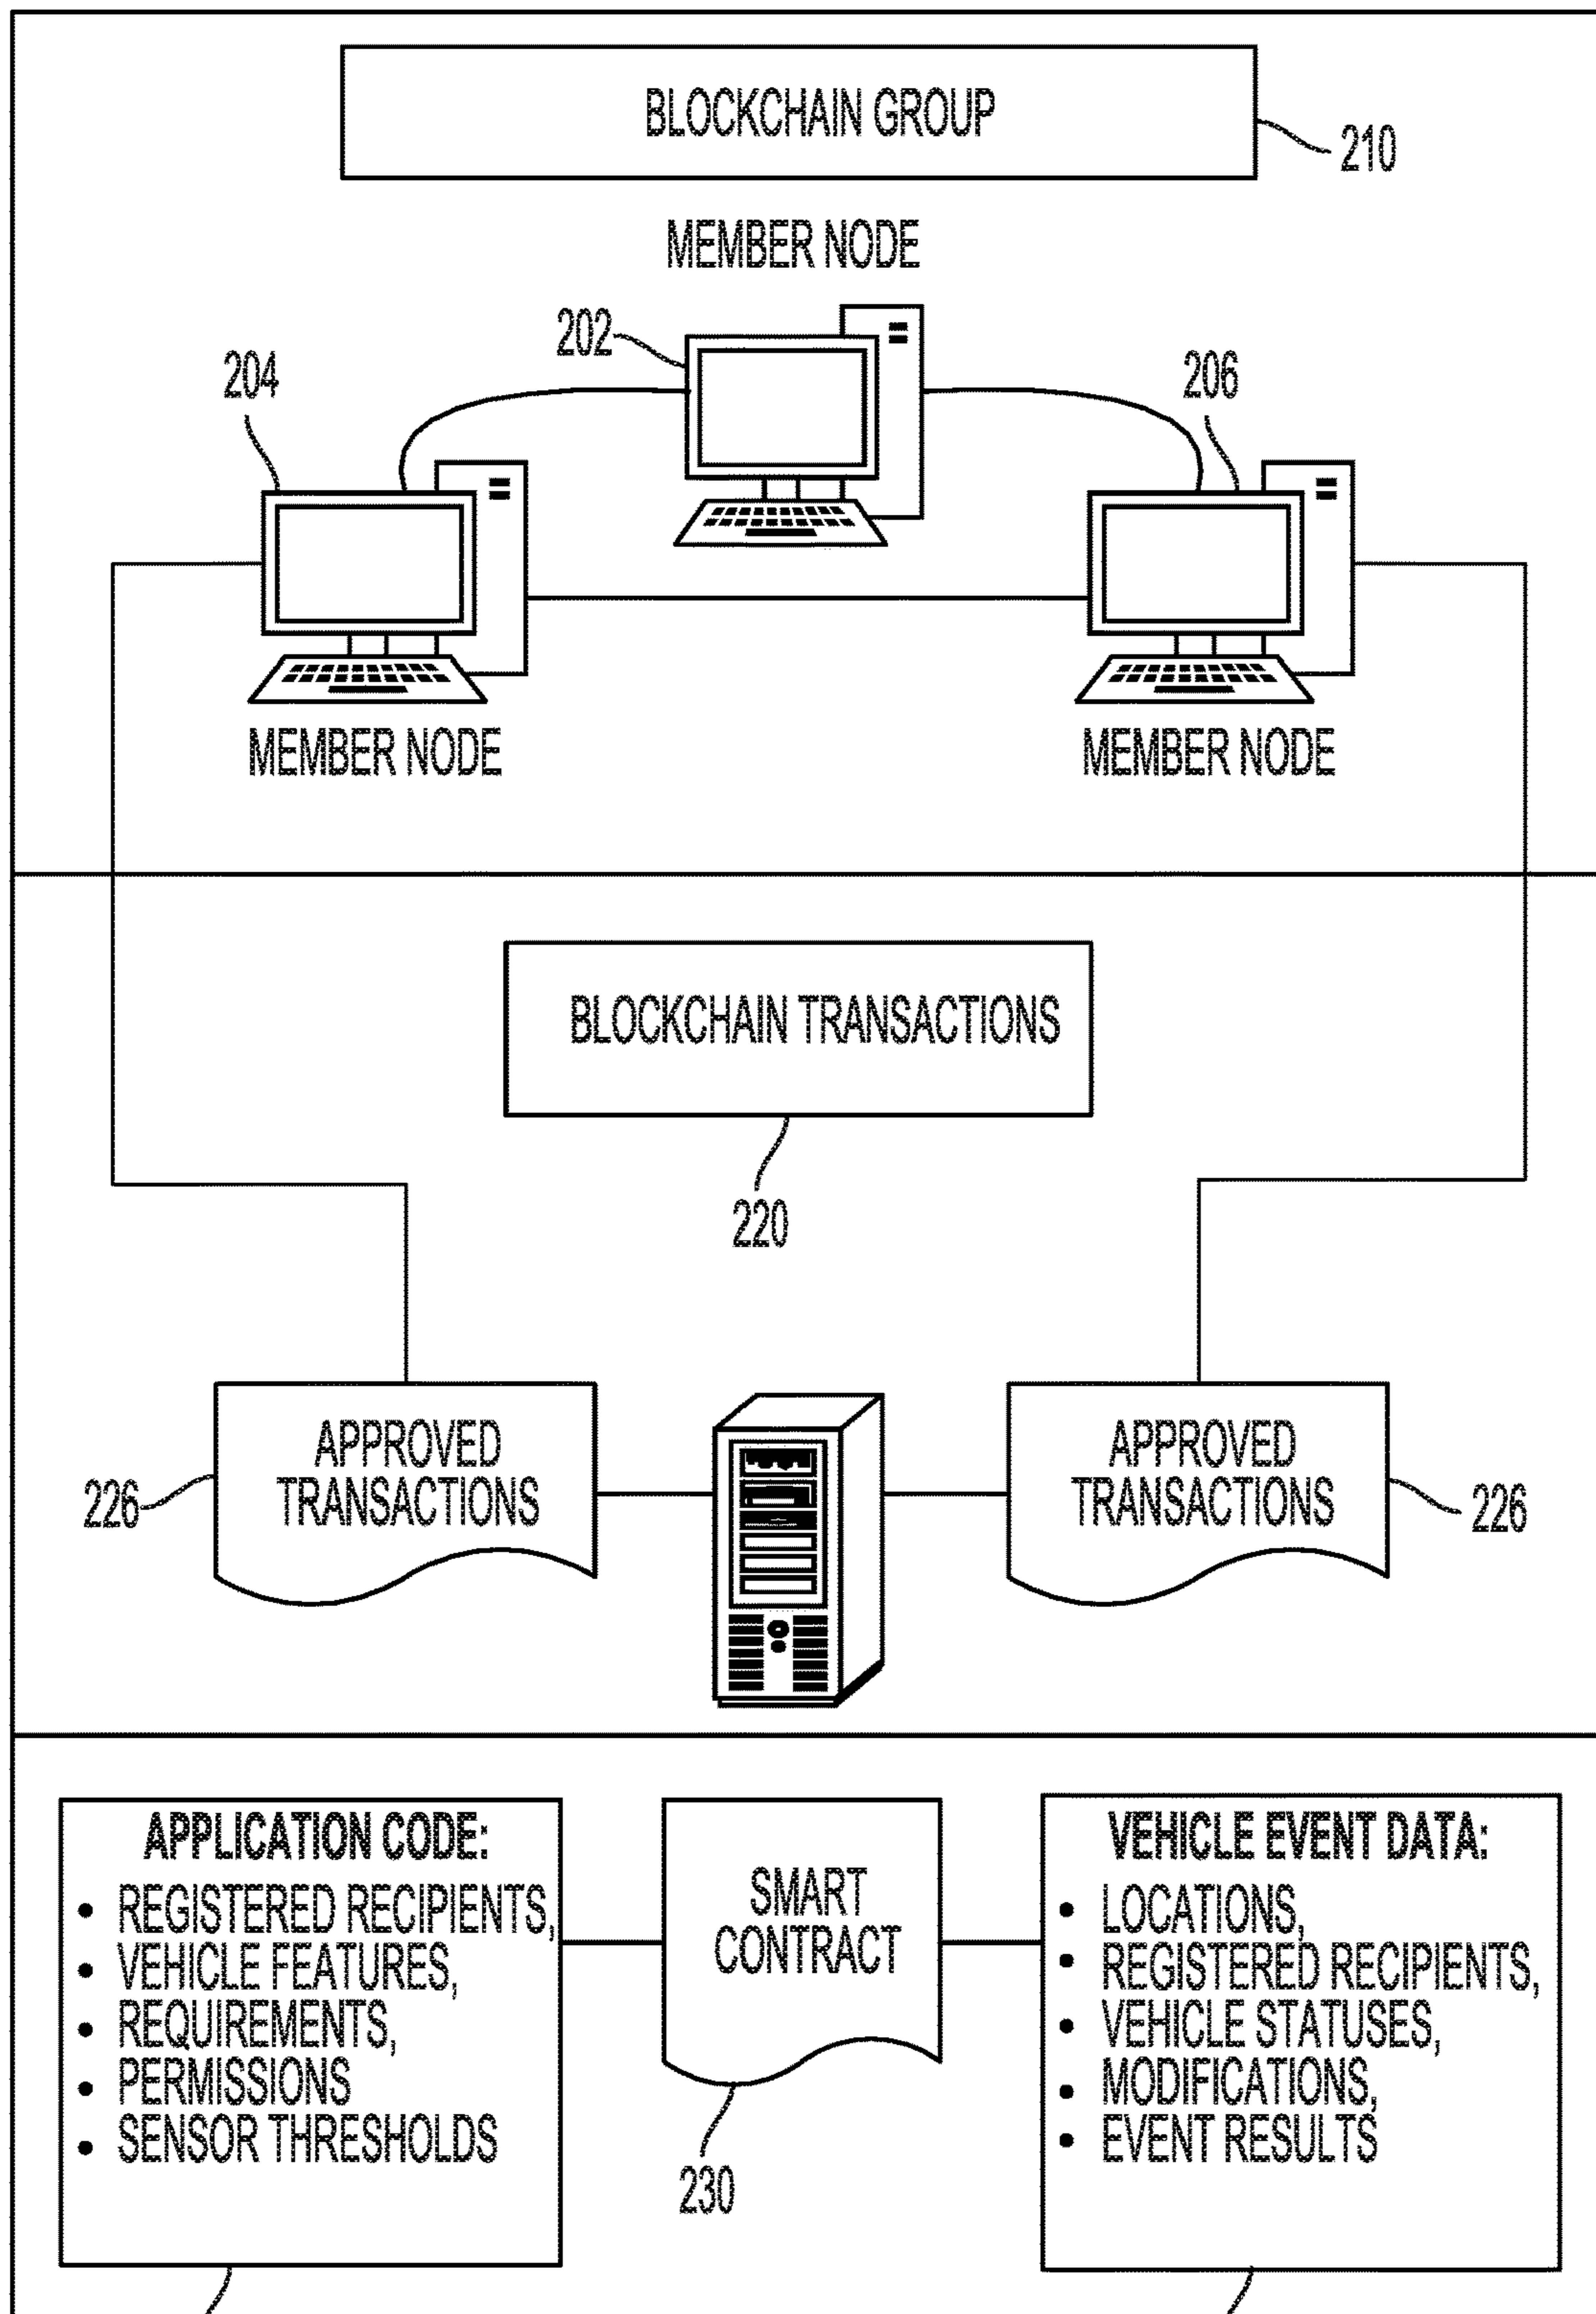 BLOCKCHAIN GROUP
210
MEMBER NODE
202
204
206
MEMBER NODE
MEMBER NODE
BLOCKCHAIN TRANSACTIONS
220
APPROVED
TRANSACTIONS
226
APPROVED
TRANSACTIONS
226
APPLICATION CODE:
• REGISTERED RECIPIENTS,
• VEHICLE FEATURES,
• REQUIREMENTS,
• PERMISSIONS
• SENSOR THRESHOLDS
SMART
CONTRACT
230
VEHICLE EVENT DATA:
• LOCATIONS,
• REGISTERED RECIPIENTS,
• VEHICLE STATUSES,
• MODIFICATIONS,
• EVENT RESULTS